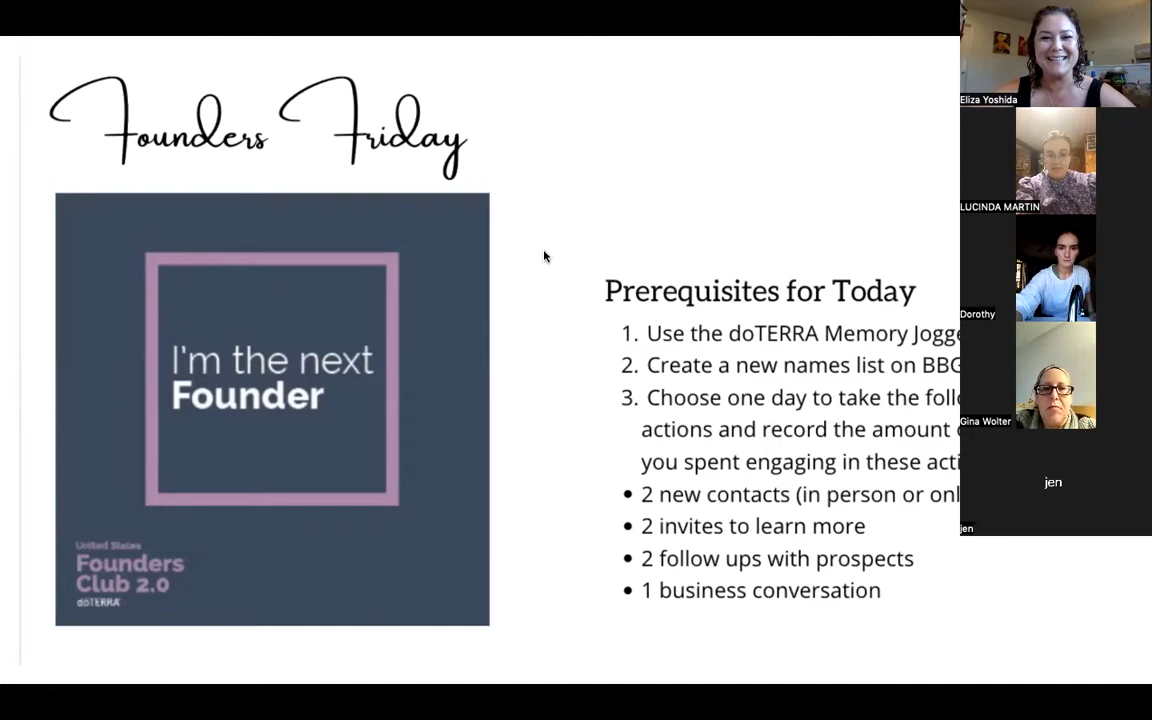 Founders Friday
I'm the next
Founder
United States
Founders
Club 2.0
dōTERRA
Prerequisites for Today
1. Use the doTERRA Memory Jogge
2. Create a new names list on BBG
3. Choose one day to take the follo
actions and record the amount
you spent engaging in these acti
• 2 new contacts (in person or onl
• 2 invites to learn more
• 2 follow ups with prospects
• 1 business conversation
Eliza Yoshida
LUCINDA MARTIN
Dorothy
Gina Wolter
jen
jen